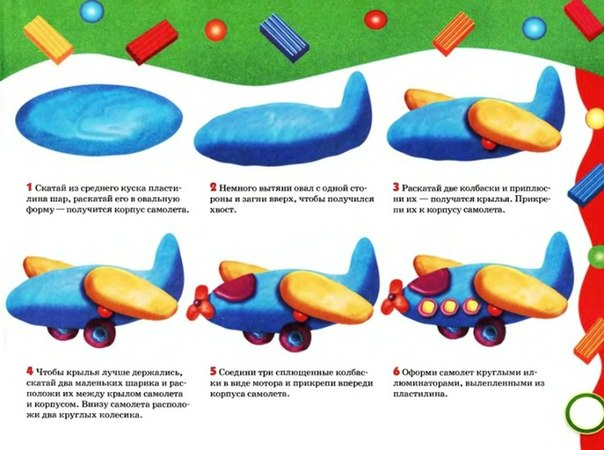 1 Скатай из среднего куска пласти-
лина шар, раскатай его в овальную
форму — получится корпус самолета.
2 Немного вытяни овал с одной сто-
роны и загни вверх, чтобы получился
хвост.
3 Раскатай две колбаски и приплюс-
ни их — получатся крылья. Прикре-
пи их к корпусу самолета.
4 Чтобы крылья лучше держались,
скатай два маленьких шарика и рас-
положи их между крылом самолета
и корпусом. Внизу самолета располо-
жи два круглых колесика.
5 Соедини три сплющенные колбас-
ки в виде мотора и прикрепи впереди
корпуса самолета.
6 Оформи самолет круглыми ил-
люминаторами, вылепленными из
пластилина.